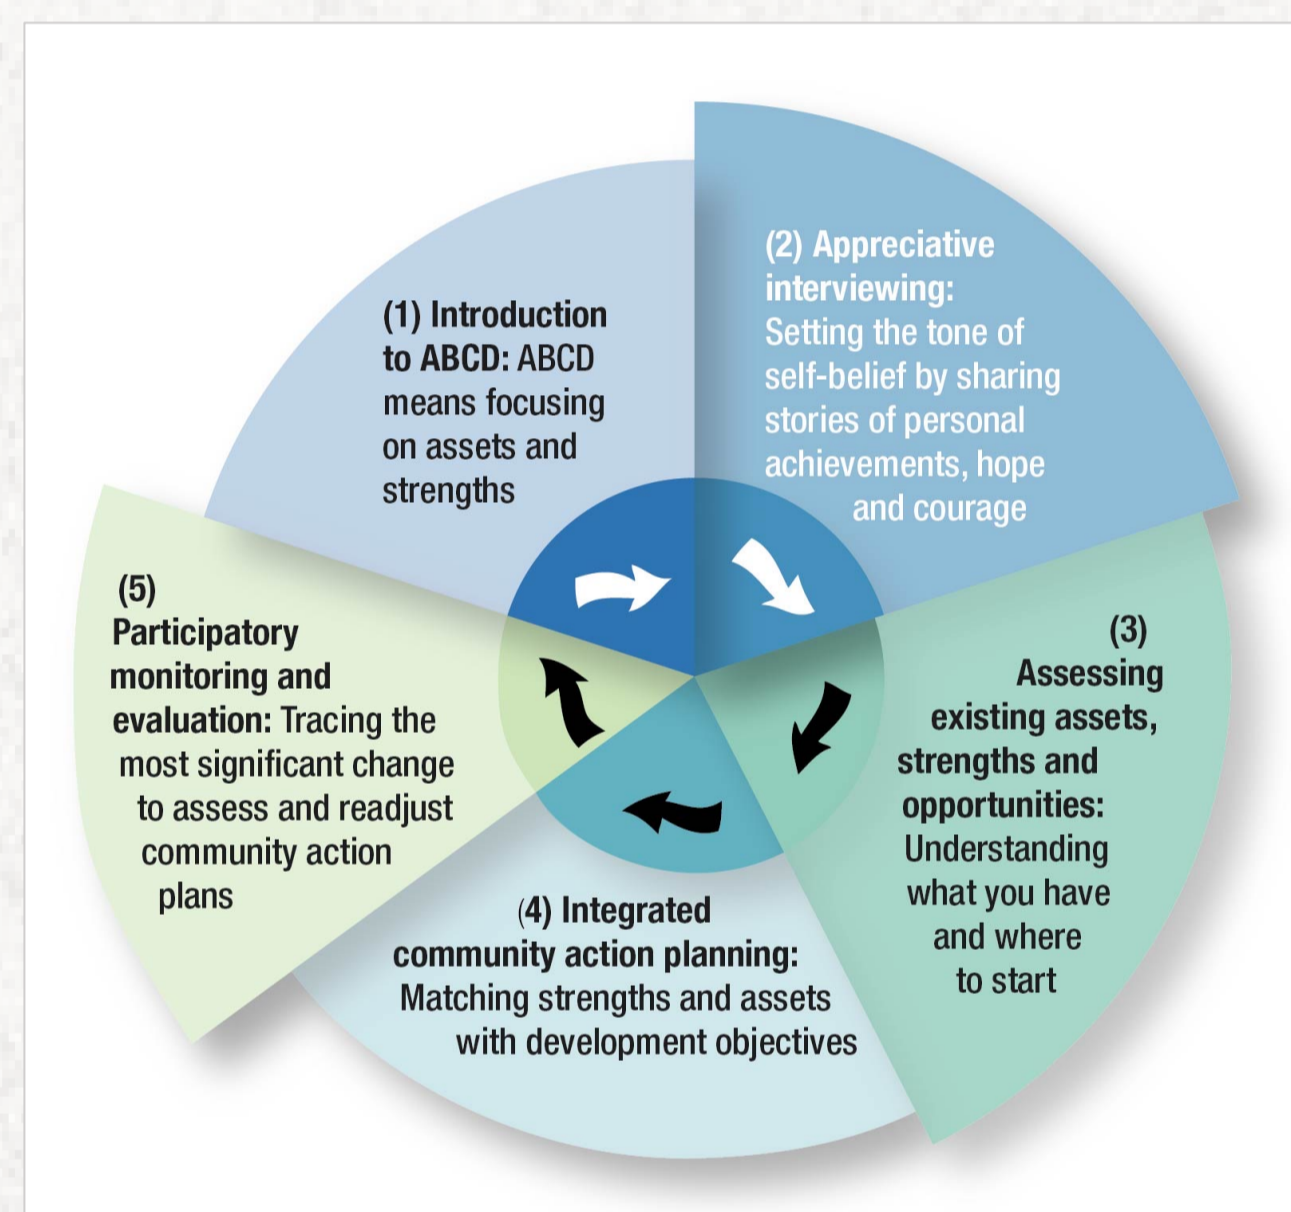 (1) Introduction
to ABCD: ABCD
means focusing
on assets and
strengths
(2) Appreciative
interviewing:
Setting the tone of
self-belief by sharing
stories of personal
achievements, hope
and courage
(3)
Assessing
existing assets,
strengths and
opportunities:
Understanding
what you have
and where
to start
(4) Integrated
community action planning:
Matching strengths and assets
with development objectives
(5)
Participatory
monitoring and
evaluation: Tracing the
most significant change
to assess and readjust
community action
plans